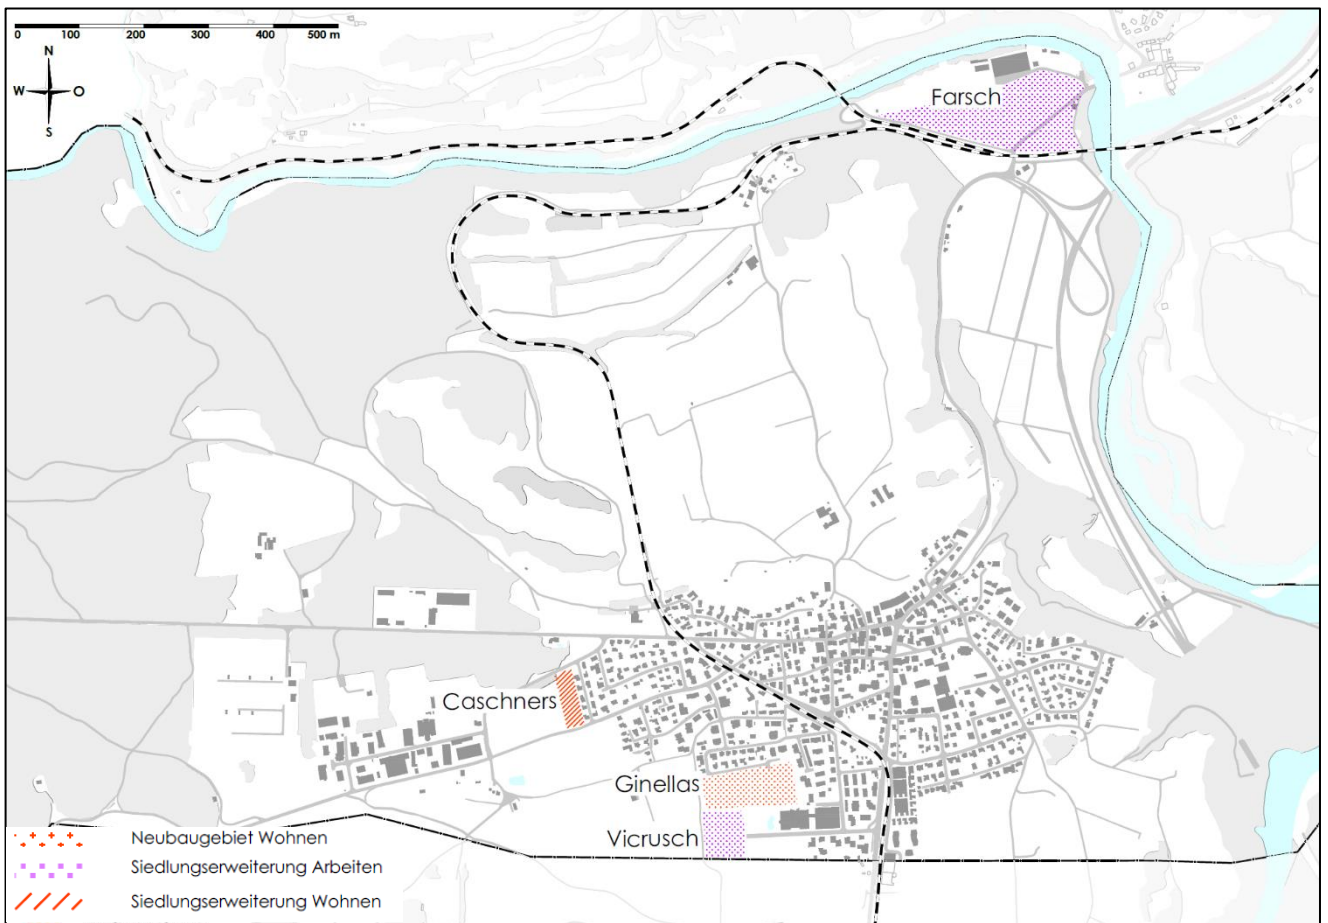 0 100 200 300 400 500 m
N
W O
S
Farsch
Caschners
Ginellas
Vicrusch
Neubaugebiet Wohnen
Siedlungserweiterung Arbeiten
Siedlungserweiterung Wohnen